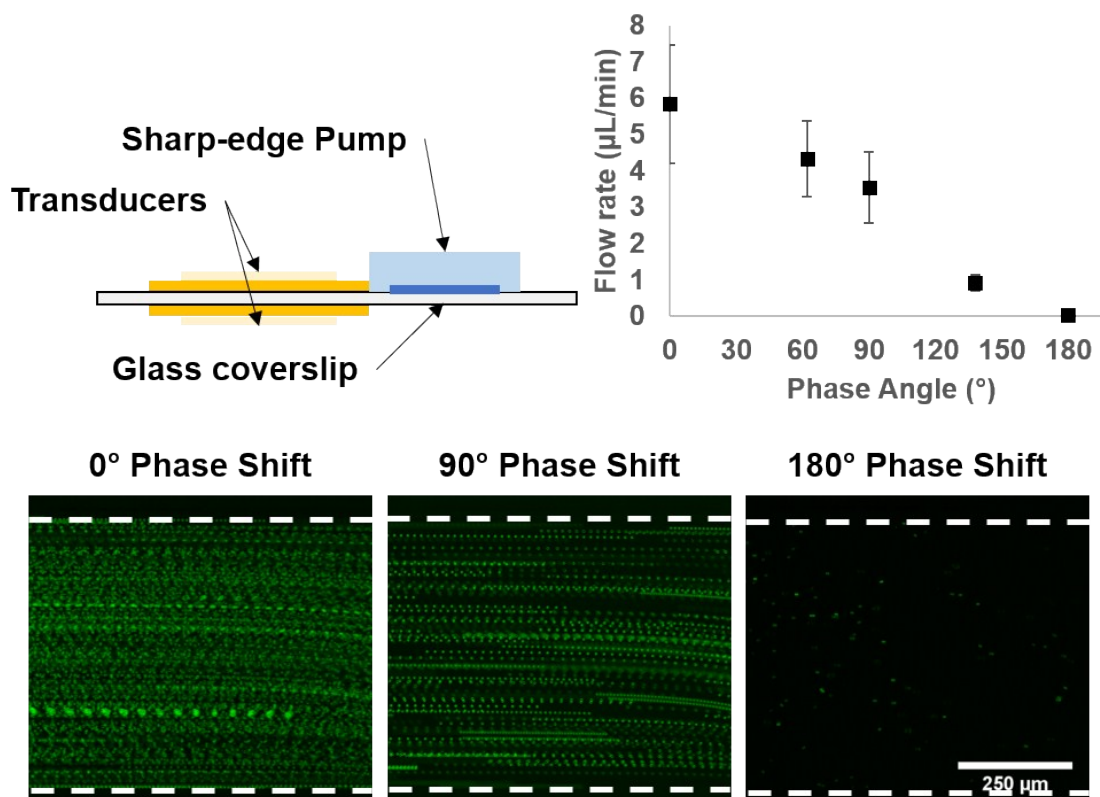 Sharp-edge Pump
Transducers
Glass coverslip
Flow rate (µL/min)
8
7
6
5
4
3
2
1
0
0 30 60 90 120 150 180
Phase Angle (°)
0° Phase Shift
90° Phase Shift
180° Phase Shift
250 µm